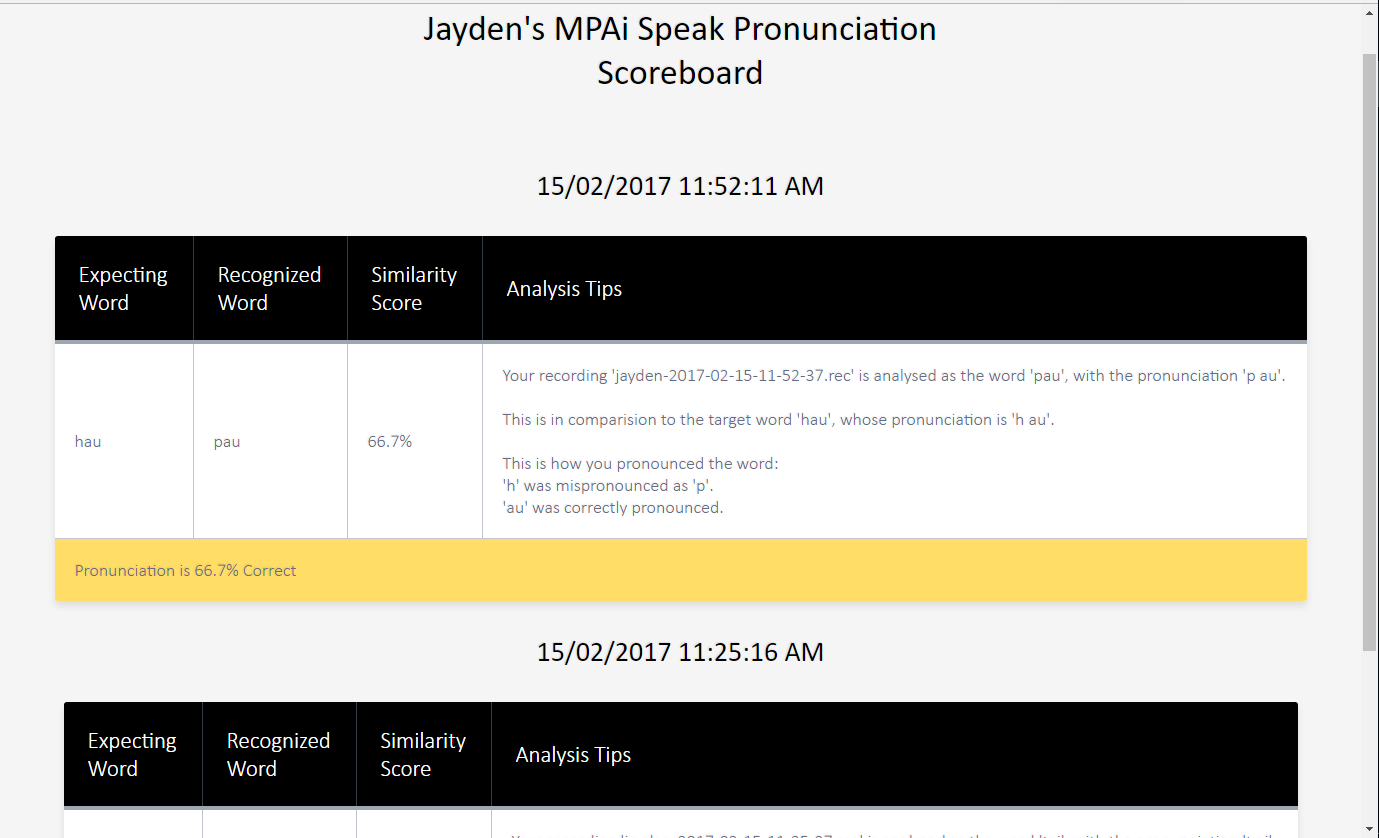 Jayden's MPAi Speak Pronunciation
Scoreboard
15/02/2017 11:52:11 AM
Expecting Word
Recognized Word
Similarity Score
Analysis Tips
hau
pau
66.7%
Your recording 'jayden-2017-02-15-11-52-37.rec' is analysed as the word 'pau', with the pronunciation 'p au'.
This is in comparision to the target word 'hau', whose pronunciation is 'h au'.
This is how you pronounced the word:
'h' was mispronounced as 'p'.
'au' was correctly pronounced.
Pronunciation is 66.7% Correct
15/02/2017 11:25:16 AM
Expecting Word
Recognized Word
Similarity Score
Analysis Tips